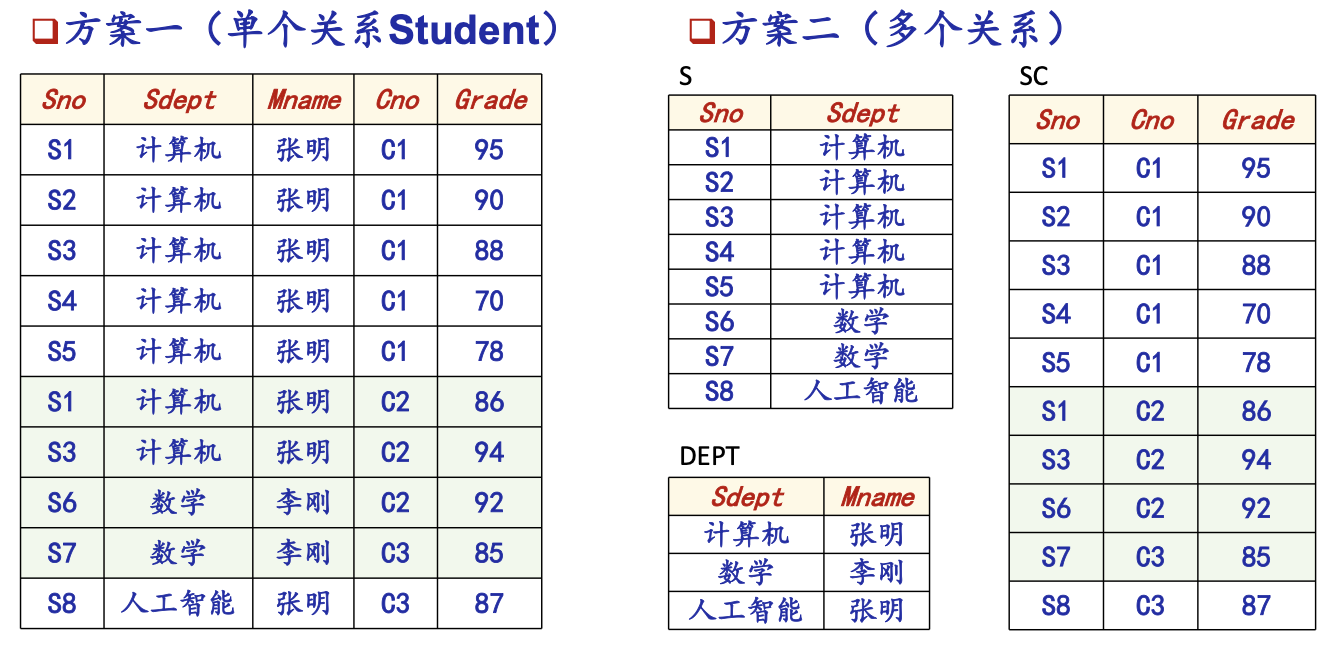 □方案一（单个关系Student）
Sno Sdept Mname Cno Grade
S1 计算机 张明 C1 95
S2 计算机 张明 C1 90
S3 计算机 张明 C1 88
S4 计算机 张明 C1 70
S5 计算机 张明 C1 78
S1 计算机 张明 C2 86
S3 计算机 张明 C2 94
S6 数学 李刚 C2 92
S7 数学 李刚 C3 85
S8 人工智能 张明 C3 87
□方案二（多个关系）
S
Sno Sdept
S1 计算机
S2 计算机
S3 计算机
S4 计算机
S5 计算机
S6 数学
S7 数学
S8 人工智能
DEPT
Sdept Mname
计算机 张明
数学 李刚
人工智能 张明
SC
Sno Cno Grade
S1 C1 95
S2 C1 90
S3 C1 88
S4 C1 70
S5 C1 78
S1 C2 86
S3 C2 94
S6 C2 92
S7 C3 85
S8 C3 87